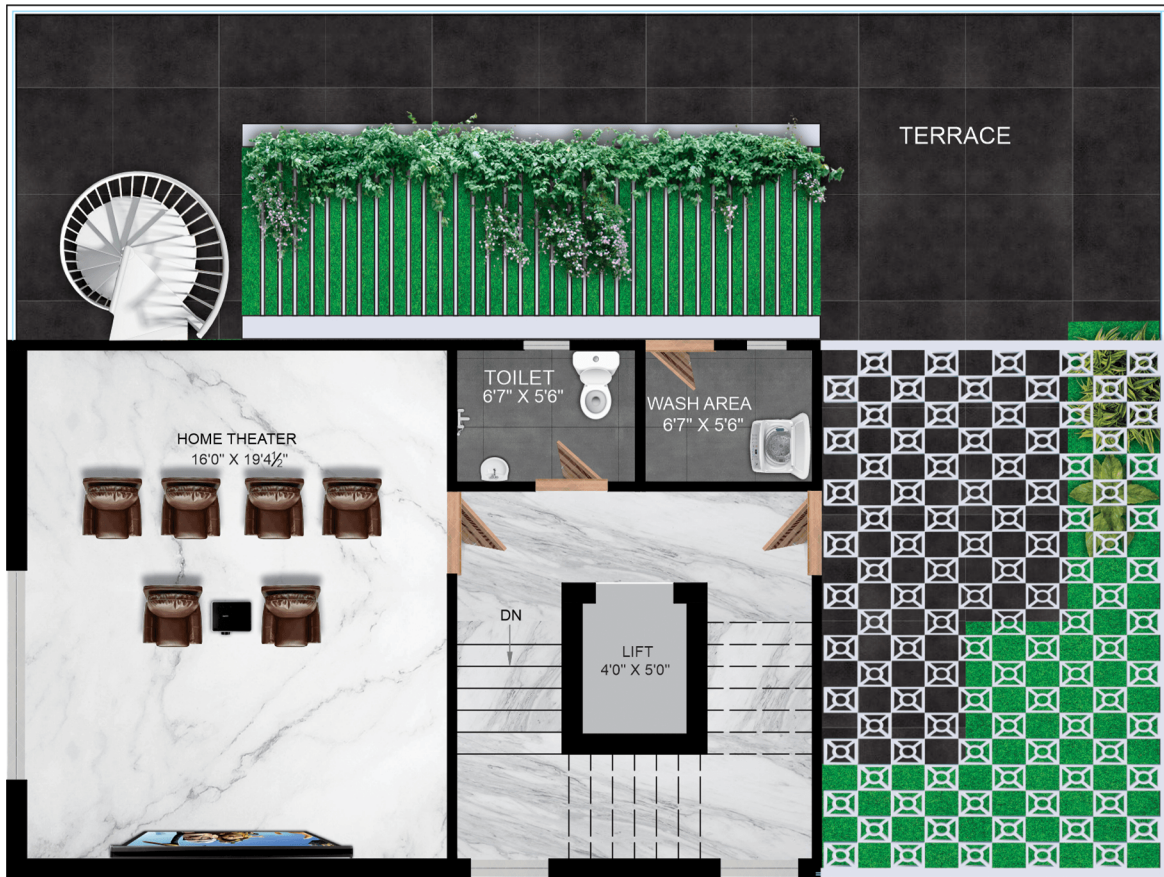 TERRACE
TOILET
6'7" X 5'6"
WASH AREA
6'7" X 5'6"
HOME THEATER
16'0" X 19'4½"
DN
LIFT
4'0" X 5'0"